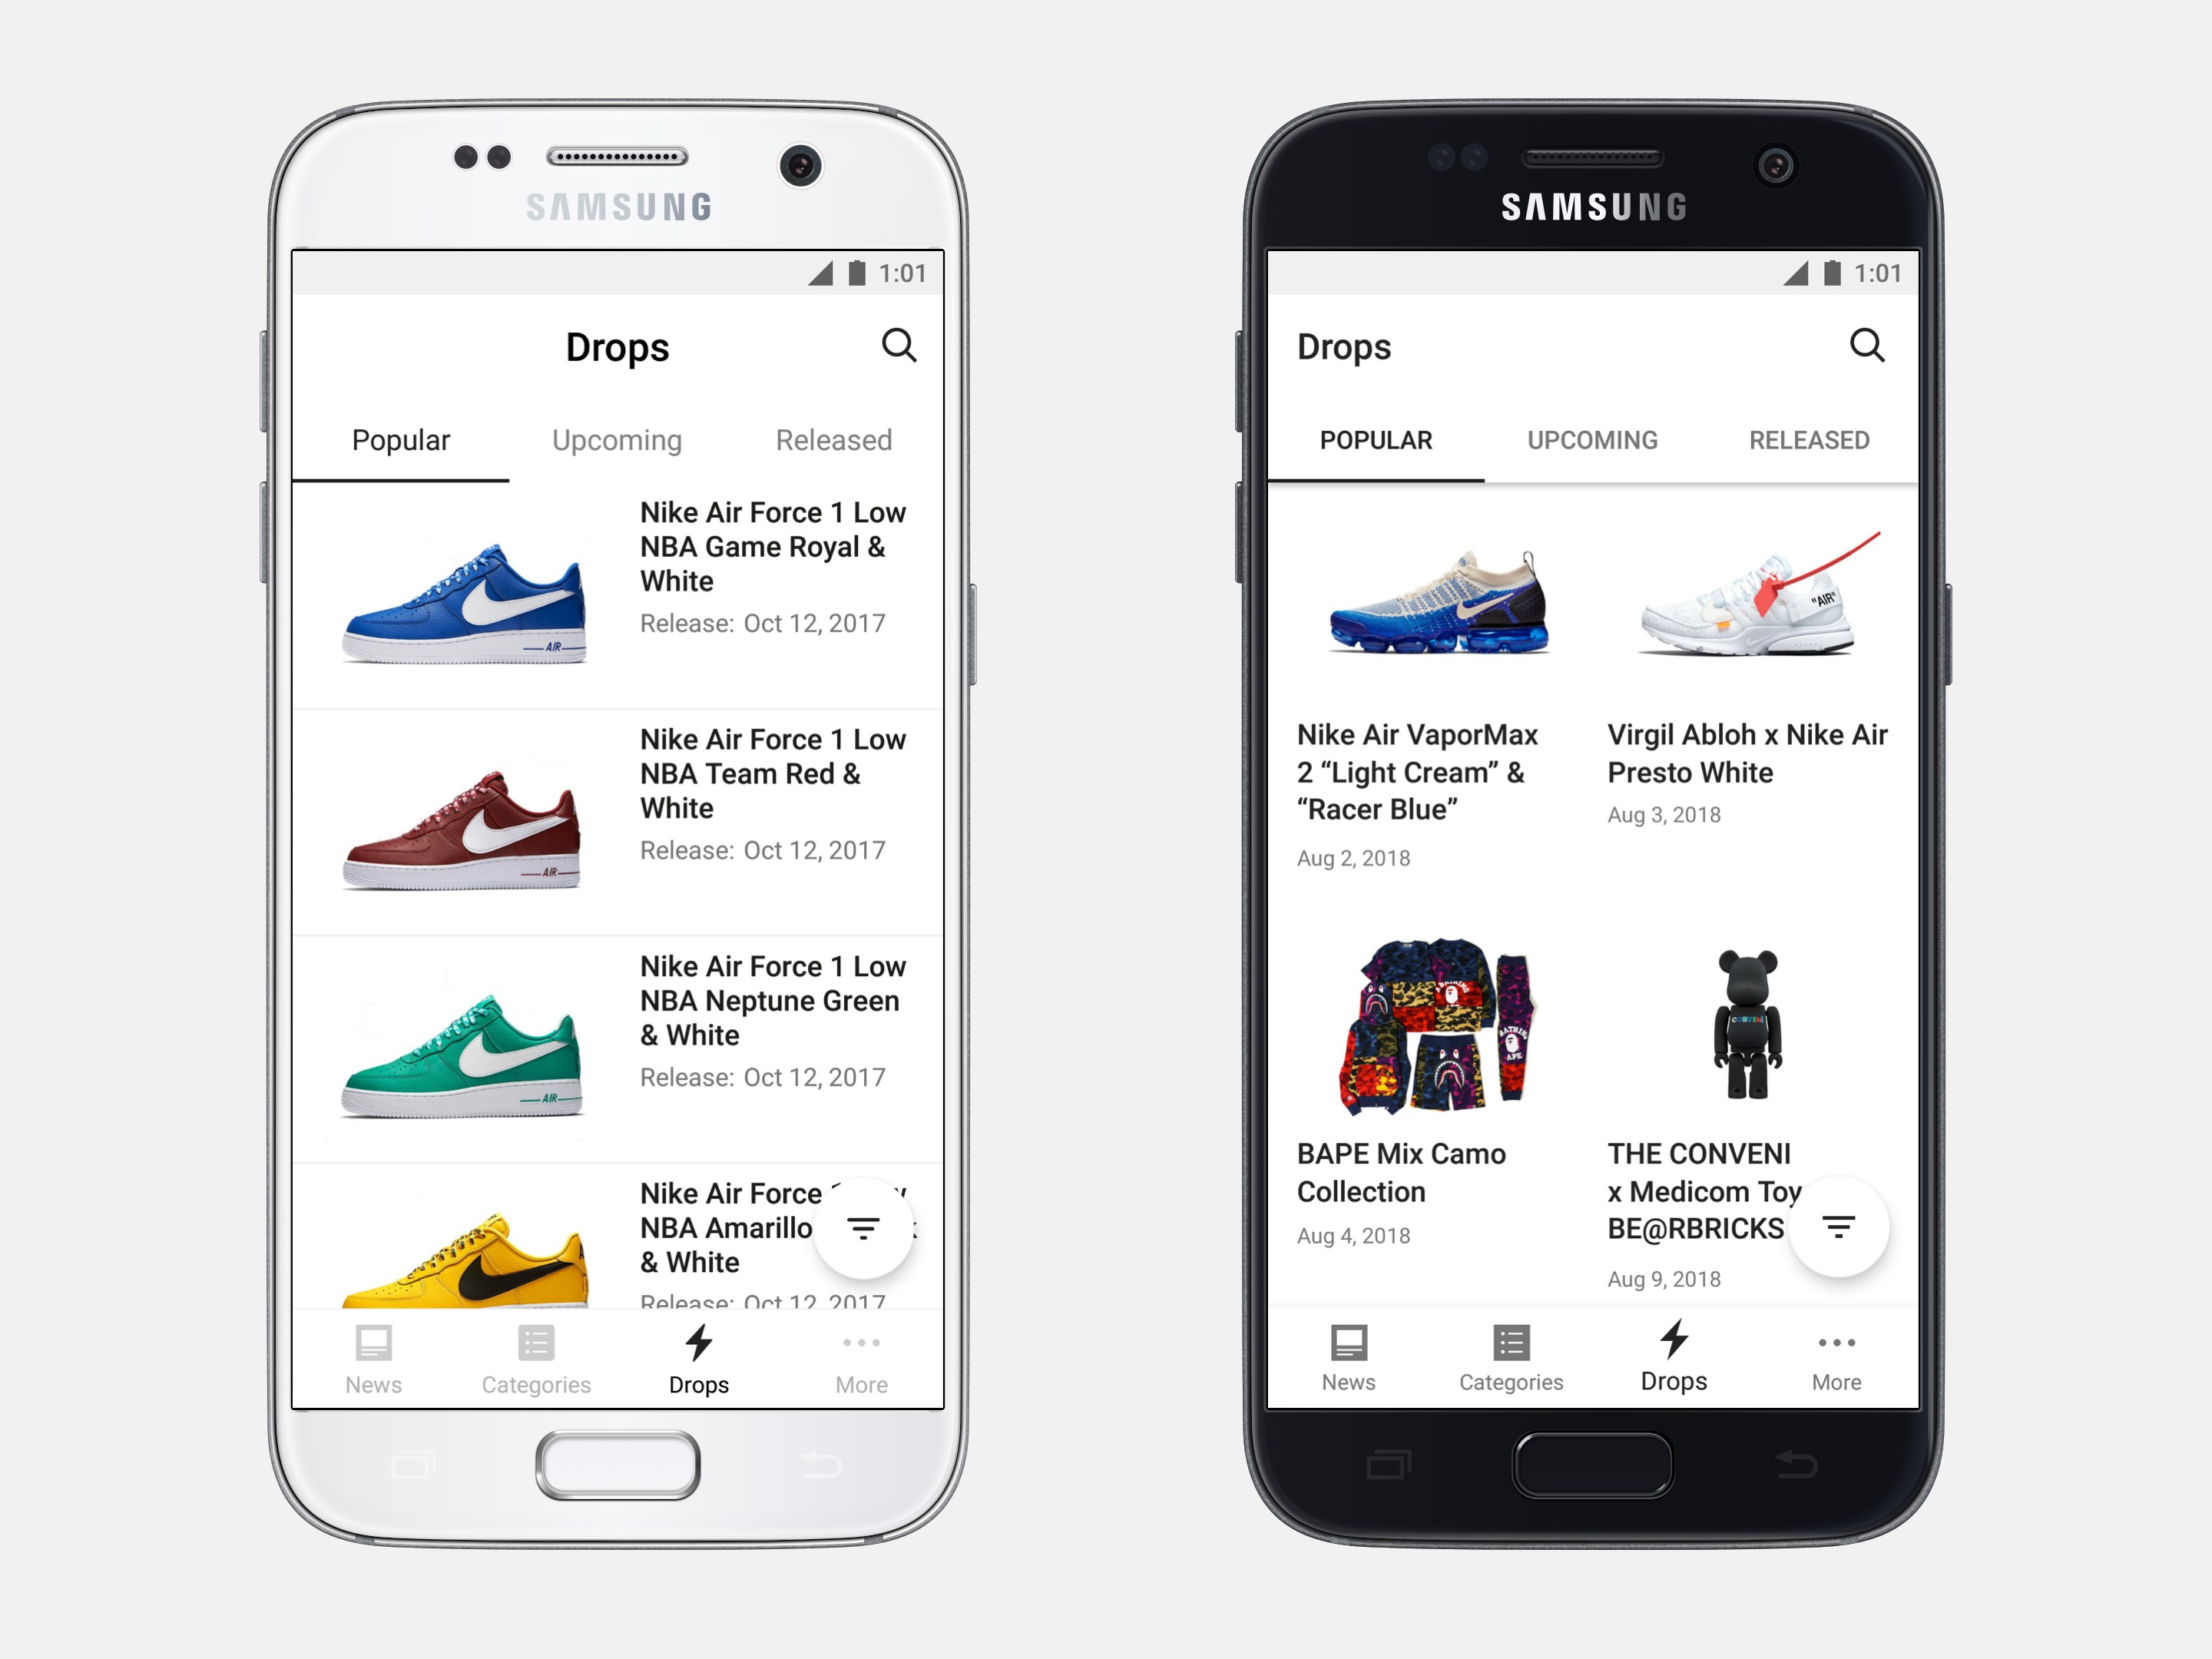 SAMSUNG
1:01
Drops
Popular
Upcoming
Released
Nike Air Force 1 Low
NBA Game Royal &
White
Release: Oct 12, 2017
AIR
Nike Air Force 1 Low
NBA Team Red &
White
Release: Oct 12, 2017
AIR
Nike Air Force 1 Low
NBA Neptune Green
& White
Release: Oct 12, 2017
AIR
Nike Air Force
NBA Amarillo
& White
Release: Oct 12, 2017
News
Categories
Drops
More
SAMSUNG
1:01
Drops
POPULAR
UPCOMING
RELEASED
"AIR"
Nike Air VaporMax
2 “Light Cream” &
“Racer Blue”
Aug 2, 2018
Virgil Abloh x Nike Air
Presto White
Aug 3, 2018
CONVENI
BAPE Mix Camo
Collection
Aug 4, 2018
THE CONVENI
x Medicom Toy
BE@RBRICKS
Aug 9, 2018
News
Categories
Drops
More